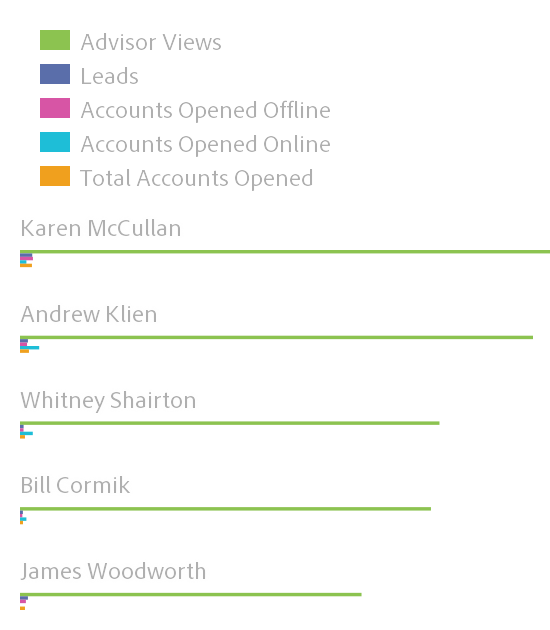 Advisor Views
Leads
Accounts Opened Offline
Accounts Opened Online
Total Accounts Opened
Karen McCullan
Andrew Klien
Whitney Shairton
Bill Cormik
James Woodworth